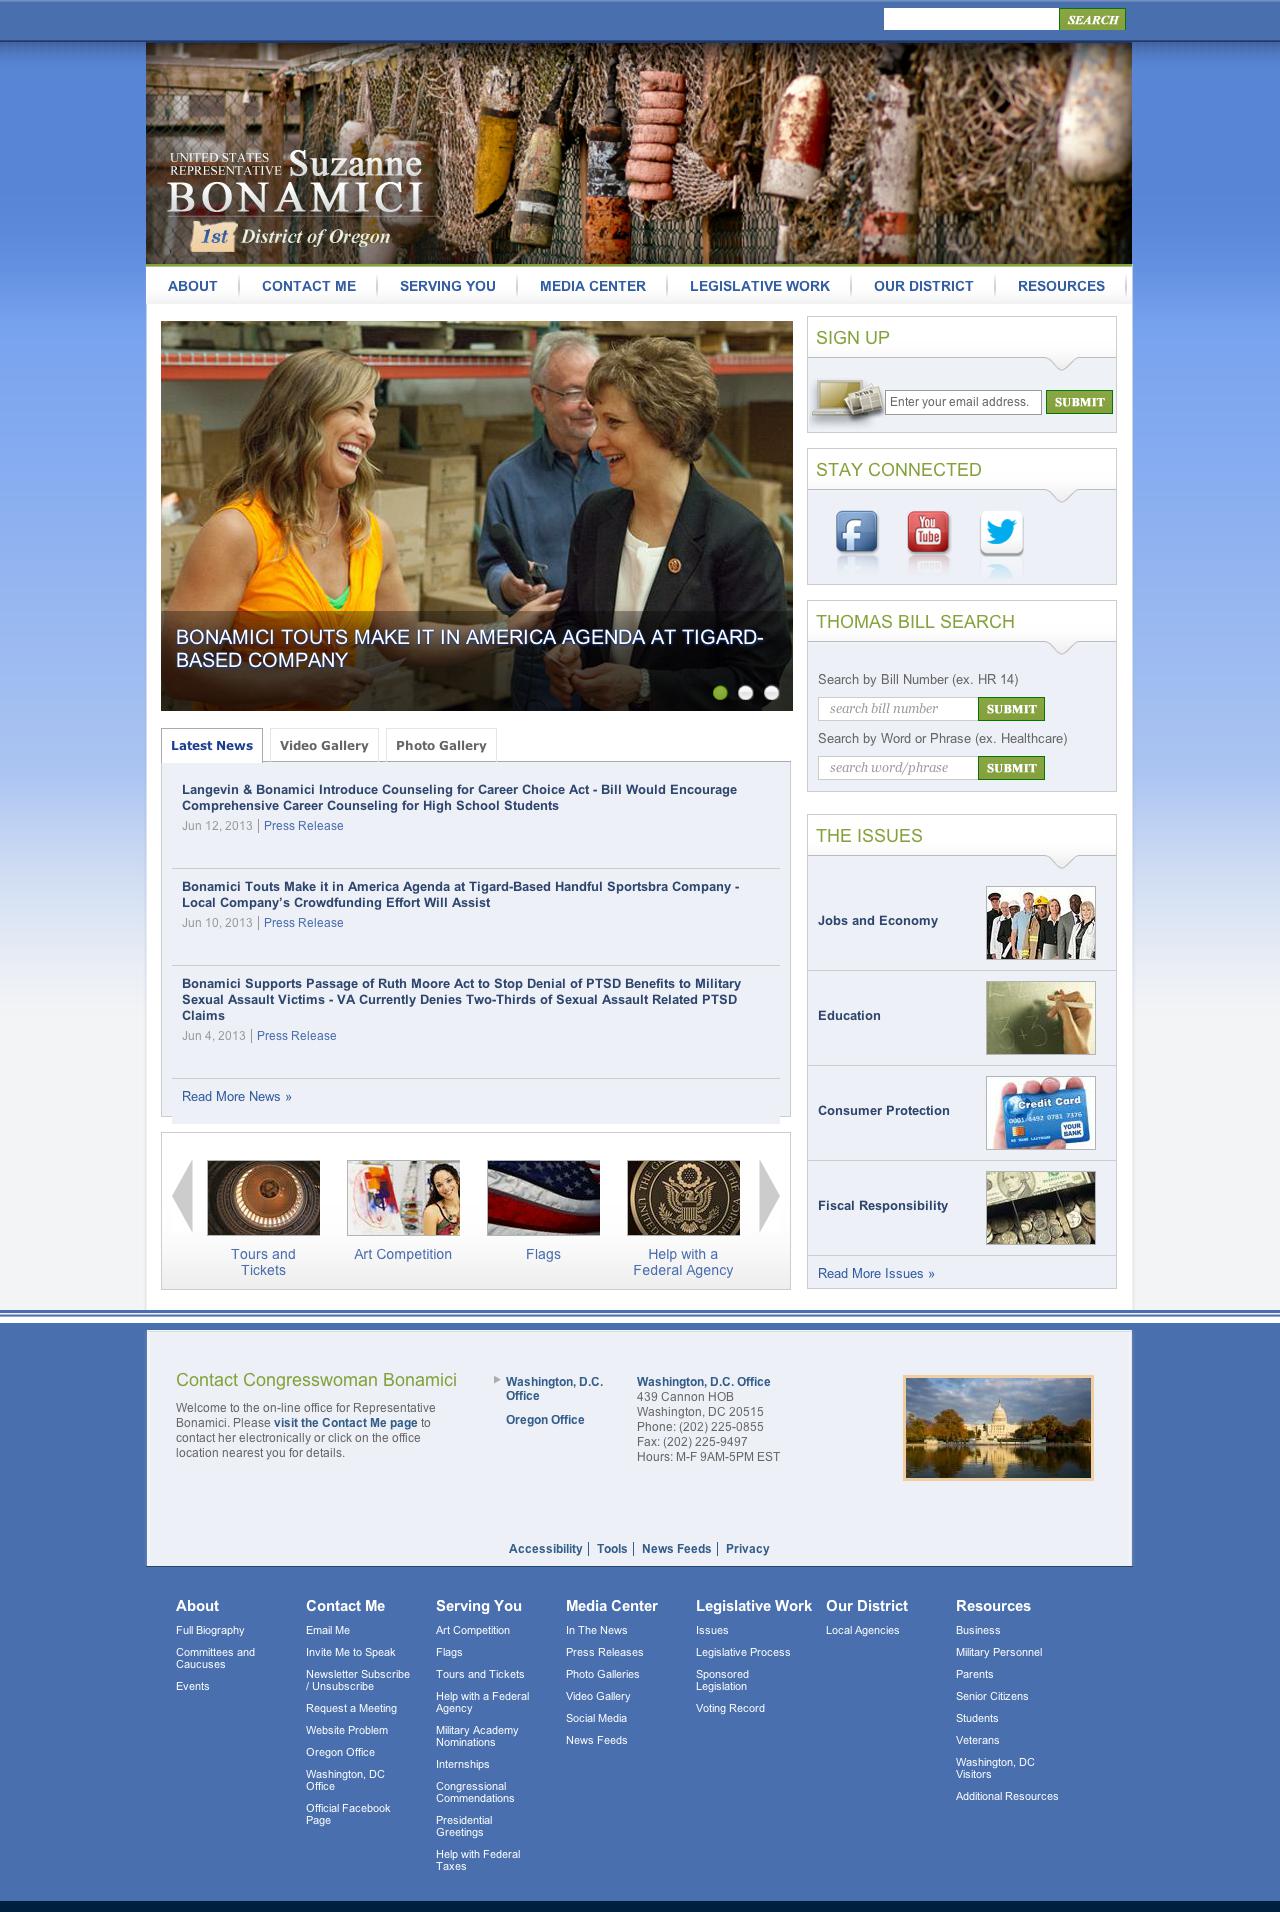 SEARCH
UNITED STATES
REPRESENTATIVE Suzanne
BONAMICI
1st District of Oregon
ABOUT
CONTACT ME
SERVING YOU
MEDIA CENTER
LEGISLATIVE WORK
OUR DISTRICT
RESOURCES
BONAMICI TOUTS MAKE IT IN AMERICA AGENDA AT TIGARD-
BASED COMPANY
Latest News
Video Gallery
Photo Gallery
Langevin & Bonamici Introduce Counseling for Career Choice Act - Bill Would Encourage
Comprehensive Career Counseling for High School Students
Jun 12, 2013 | Press Release
Bonamici Touts Make it in America Agenda at Tigard-Based Handful Sportsbra Company -
Local Company's Crowdfunding Effort Will Assist
Jun 10, 2013 | Press Release
Bonamici Supports Passage of Ruth Moore Act to Stop Denial of PTSD Benefits to Military
Sexual Assault Victims - VA Currently Denies Two-Thirds of Sexual Assault Related PTSD
Claims
Jun 4, 2013 | Press Release
Read More News »
Tours and
Tickets
Art Competition
Flags
Help with a
Federal Agency
SIGN UP
NEWS
Enter your email address.
SUBMIT
STAY CONNECTED
f
You
Tube
THOMAS BILL SEARCH
Search by Bill Number (ex. HR 14)
search bill number
SUBMIT
Search by Word or Phrase (ex. Healthcare)
search word/phrase
SUBMIT
THE ISSUES
Jobs and Economy
Education
3+5=
Consumer Protection
Credit Card
0001 4492 0781 7376
YOUR
BANK
Fiscal Responsibility
Read More Issues »
Contact Congresswoman Bonamici
Welcome to the on-line office for Representative
Bonamici. Please visit the Contact Me page to
contact her electronically or click on the office
location nearest you for details.
Washington, D.C.
Office
Oregon Office
Washington, D.C. Office
439 Cannon HOB
Washington, DC 20515
Phone: (202) 225-0855
Fax: (202) 225-9497
Hours: M-F 9AM-5PM EST
Accessibility | Tools | News Feeds | Privacy
About
Full Biography
Committees and
Caucuses
Events
Contact Me
Email Me
Invite Me to Speak
Newsletter Subscribe
/ Unsubscribe
Request a Meeting
Website Problem
Oregon Office
Washington, DC
Office
Official Facebook
Page
Serving You
Art Competition
Flags
Tours and Tickets
Help with a Federal
Agency
Military Academy
Nominations
Internships
Congressional
Commendations
Presidential
Greetings
Help with Federal
Taxes
Media Center
In The News
Press Releases
Photo Galleries
Video Gallery
Social Media
News Feeds
Legislative Work
Issues
Legislative Process
Sponsored
Legislation
Voting Record
Our District
Local Agencies
Resources
Business
Military Personnel
Parents
Senior Citizens
Students
Veterans
Washington, DC
Visitors
Additional Resources